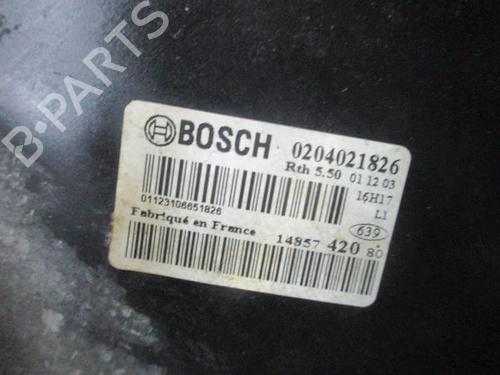 B-PARTS
BOSCH 0204021826
Rth 5.50 01 12 03
16H17
L1
01123106651826
639
Fabriqué en France 14857 420 80